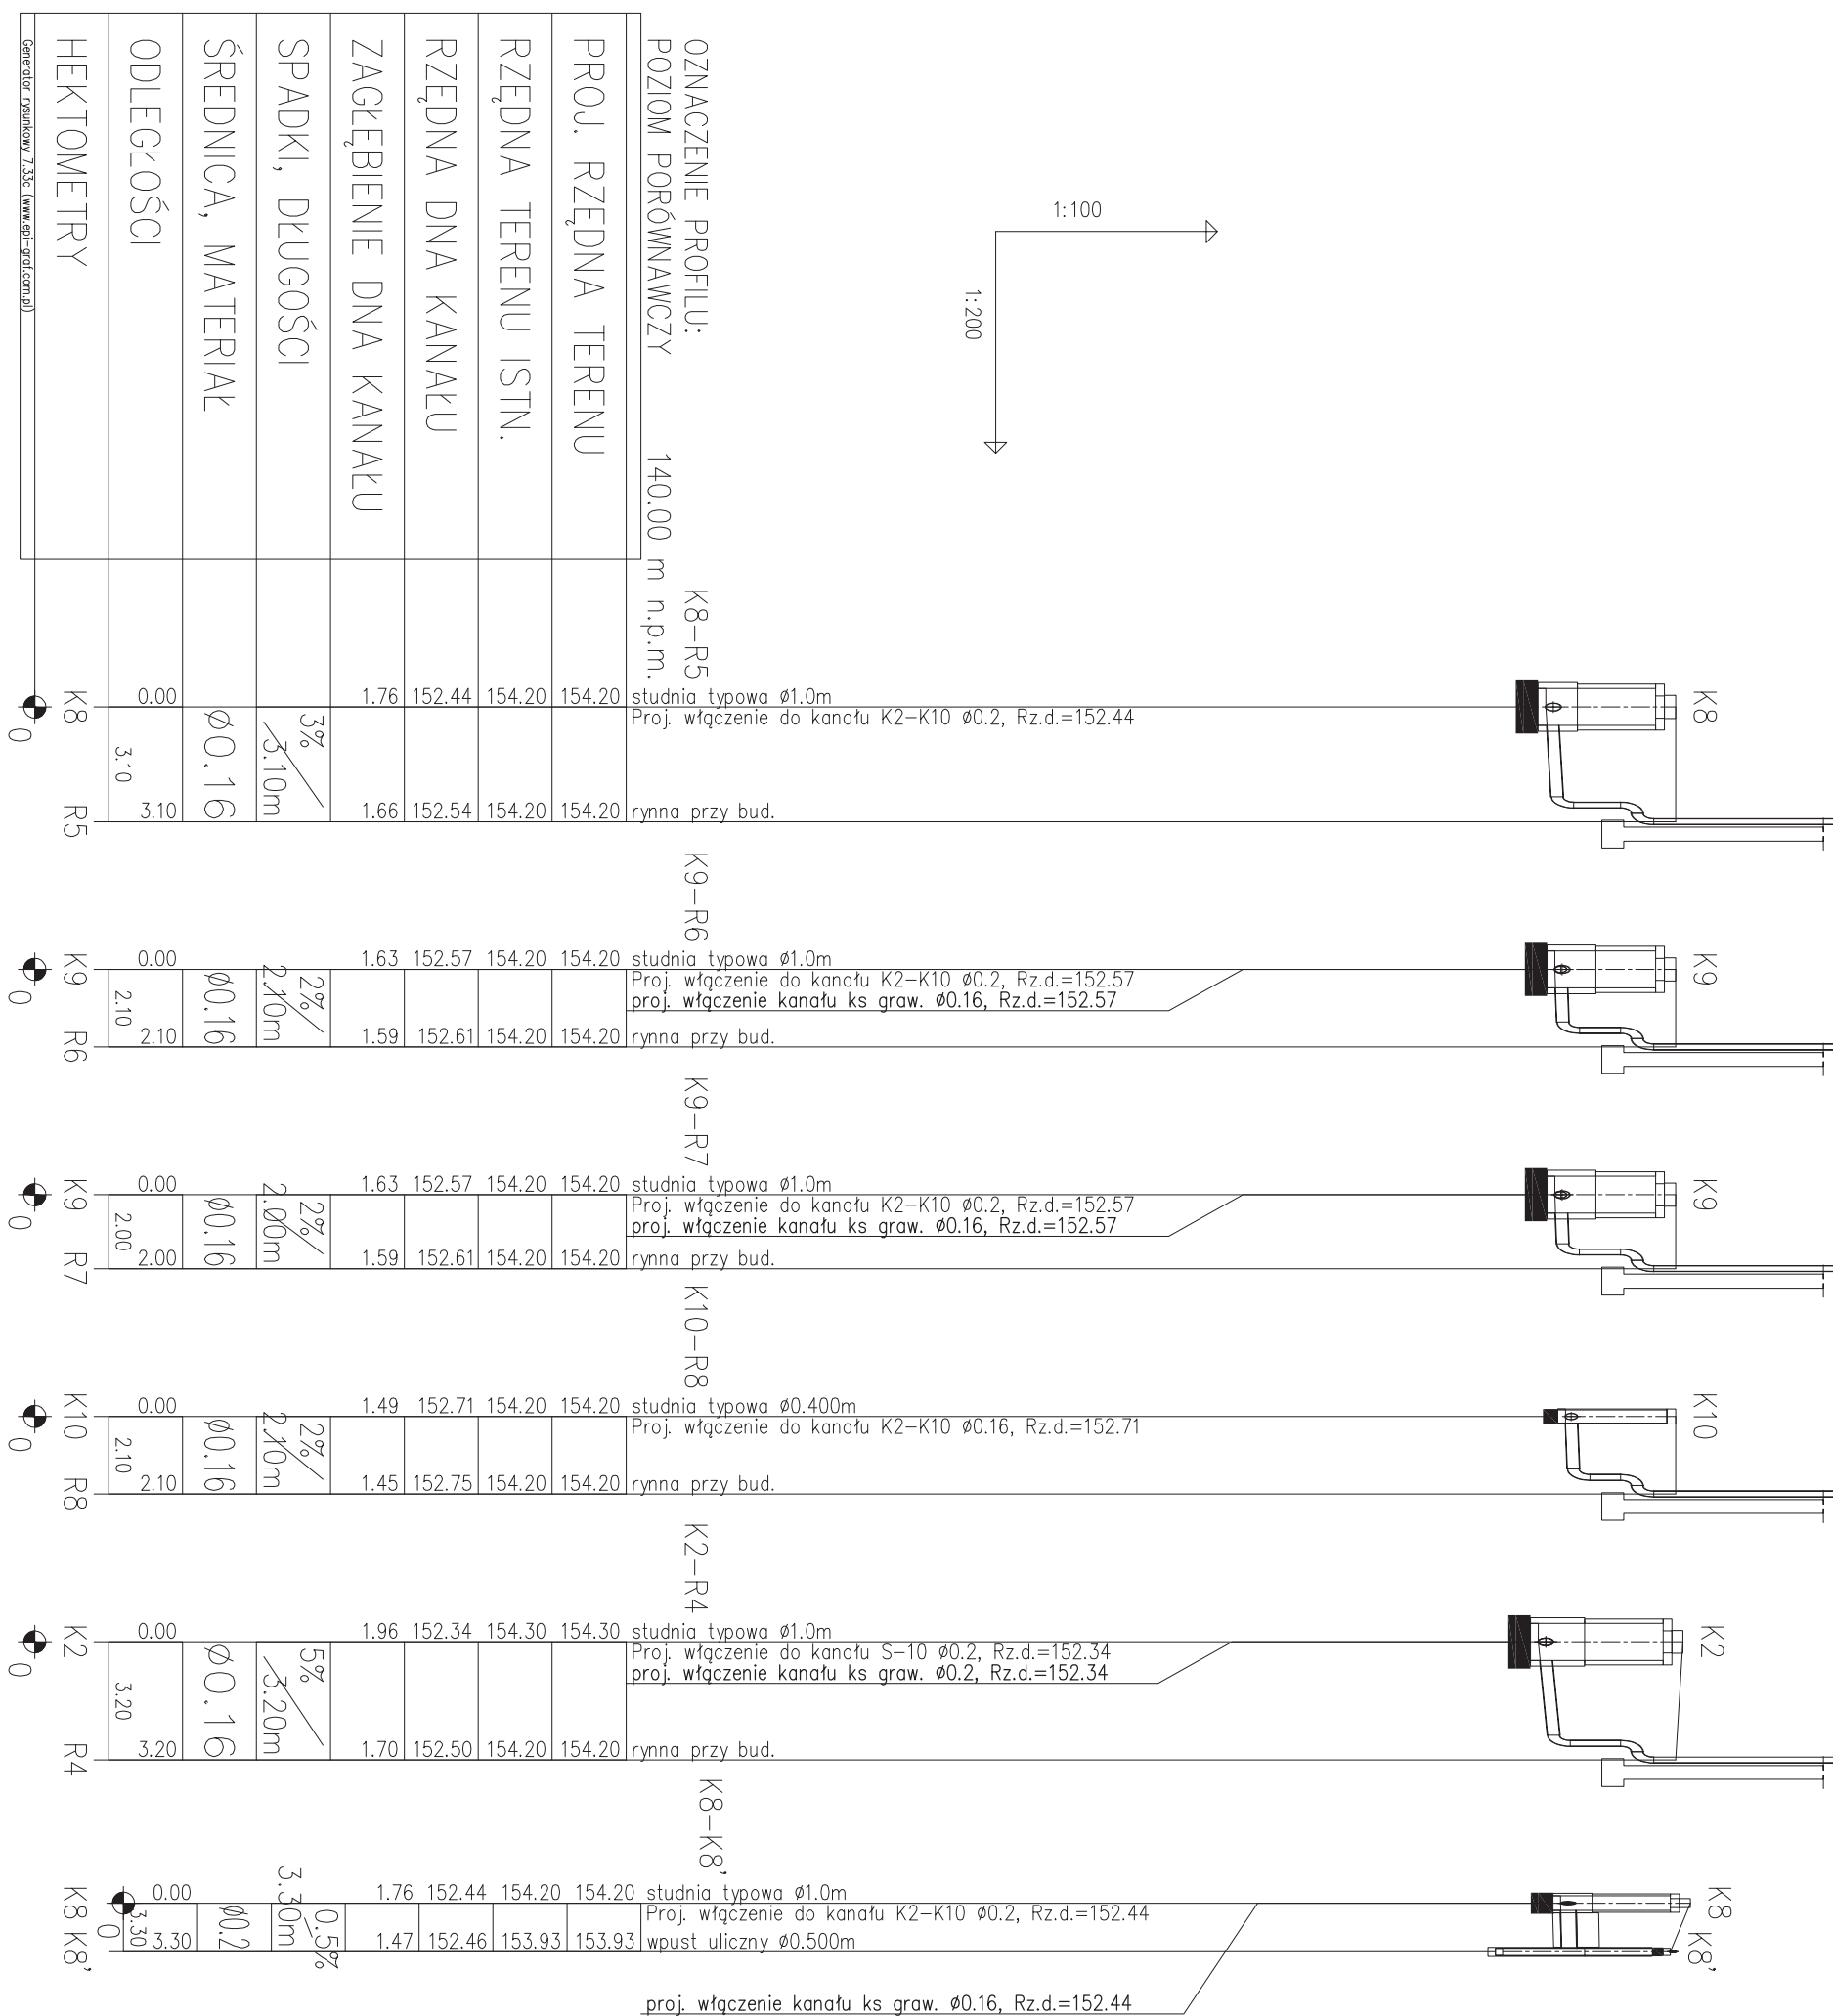 OZNACZENIE PROFILU:
POZIOM PORÓWNAWCZY 140.00 m n.p.m.
PROJ. RZĘDNA TERENU
RZĘDNA TERENU ISTN.
RZĘDNA DNA KANAŁU
ZAGŁĘBIENIE DNA KANAŁU
SPADKI, DŁUGOŚCI
ŚREDNICA, MATERIAŁ
ODLEGŁOŚCI
HEKTOMETRY
Generator rysunkowy 7.33c (www.epi-graf.com.pl)
1:100
1:200
K8-R5
K8
0.00 1.76 152.44 154.20 154.20 studnia typowa ø1.0m
Proj. włączenie do kanału K2-K10 ø0.2, Rz.d.=152.44
3%
3.10m
Ø0.16
3.10
3.10 1.66 152.54 154.20 154.20 rynna przy bud.
K8
R5
0
K9-R6
K9
0.00 1.63 152.57 154.20 154.20 studnia typowa ø1.0m
Proj. włączenie do kanału K2-K10 ø0.2, Rz.d.=152.57
proj. włączenie kanału ks graw. ø0.16, Rz.d.=152.57
2%
2.10m
Ø0.16
2.10
2.10 1.59 152.61 154.20 154.20 rynna przy bud.
K9
R6
0
K9-R7
K9
0.00 1.63 152.57 154.20 154.20 studnia typowa ø1.0m
Proj. włączenie do kanału K2-K10 ø0.2, Rz.d.=152.57
proj. włączenie kanału ks graw. ø0.16, Rz.d.=152.57
2%
2.00m
Ø0.16
2.00
2.00 1.59 152.61 154.20 154.20 rynna przy bud.
K9
R7
0
K10-R8
K10
0.00 1.49 152.71 154.20 154.20 studnia typowa ø0.400m
Proj. włączenie do kanału K2-K10 ø0.16, Rz.d.=152.71
2%
2.10m
Ø0.16
2.10
2.10 1.45 152.75 154.20 154.20 rynna przy bud.
K10
R8
0
K2-R4
K2
0.00 1.96 152.34 154.30 154.30 studnia typowa ø1.0m
Proj. włączenie do kanału S-10 ø0.2, Rz.d.=152.34
proj. włączenie kanału ks graw. ø0.2, Rz.d.=152.34
5%
3.20m
Ø0.16
3.20
3.20 1.70 152.50 154.20 154.20 rynna przy bud.
K2
R4
0
K8-K8'
K8
K8'
0.00 1.76 152.44 154.20 154.20 studnia typowa ø1.0m
Proj. włączenie do kanału K2-K10 ø0.2, Rz.d.=152.44
0.5%
3.30m
Ø0.2
3.30
3.30 1.47 152.46 153.93 153.93 wpust uliczny ø0.500m
proj. włączenie kanału ks graw. ø0.16, Rz.d.=152.44
K8 K8'
0